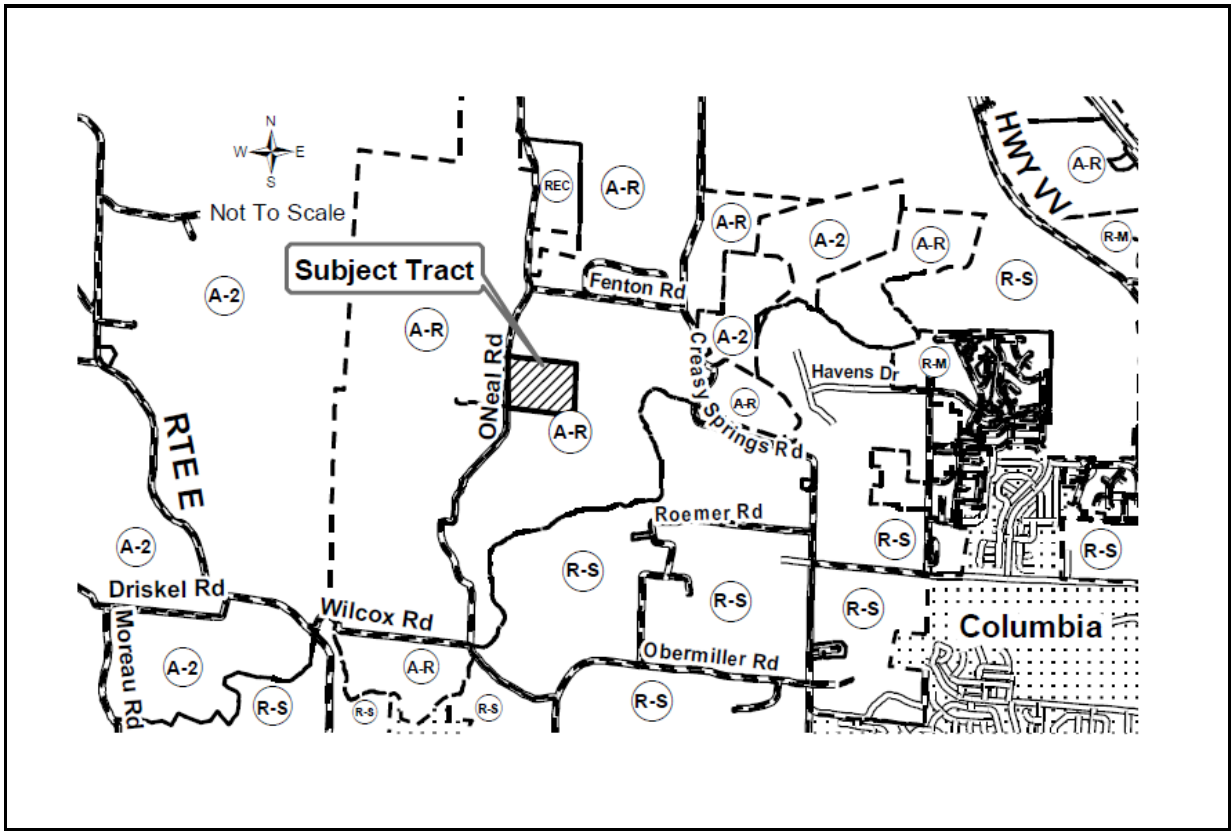 N
W E
S
Not To Scale
HWY VV
A-R
REC
A-R
A-R
A-2
A-R
R-M
Subject Tract
Fenton Rd
R-S
A-2
A-R
A-2
ONeal Rd
Creasy Springs Rd
Havens Dr
R-M
A-R
A-R
RTE E
Roemer Rd
A-2
R-S
R-S
R-S
Driskel Rd
Wilcox Rd
R-S
R-S
Columbia
Moreau Rd
A-2
A-R
Obermiller Rd
R-S
R-S
R-S
R-S